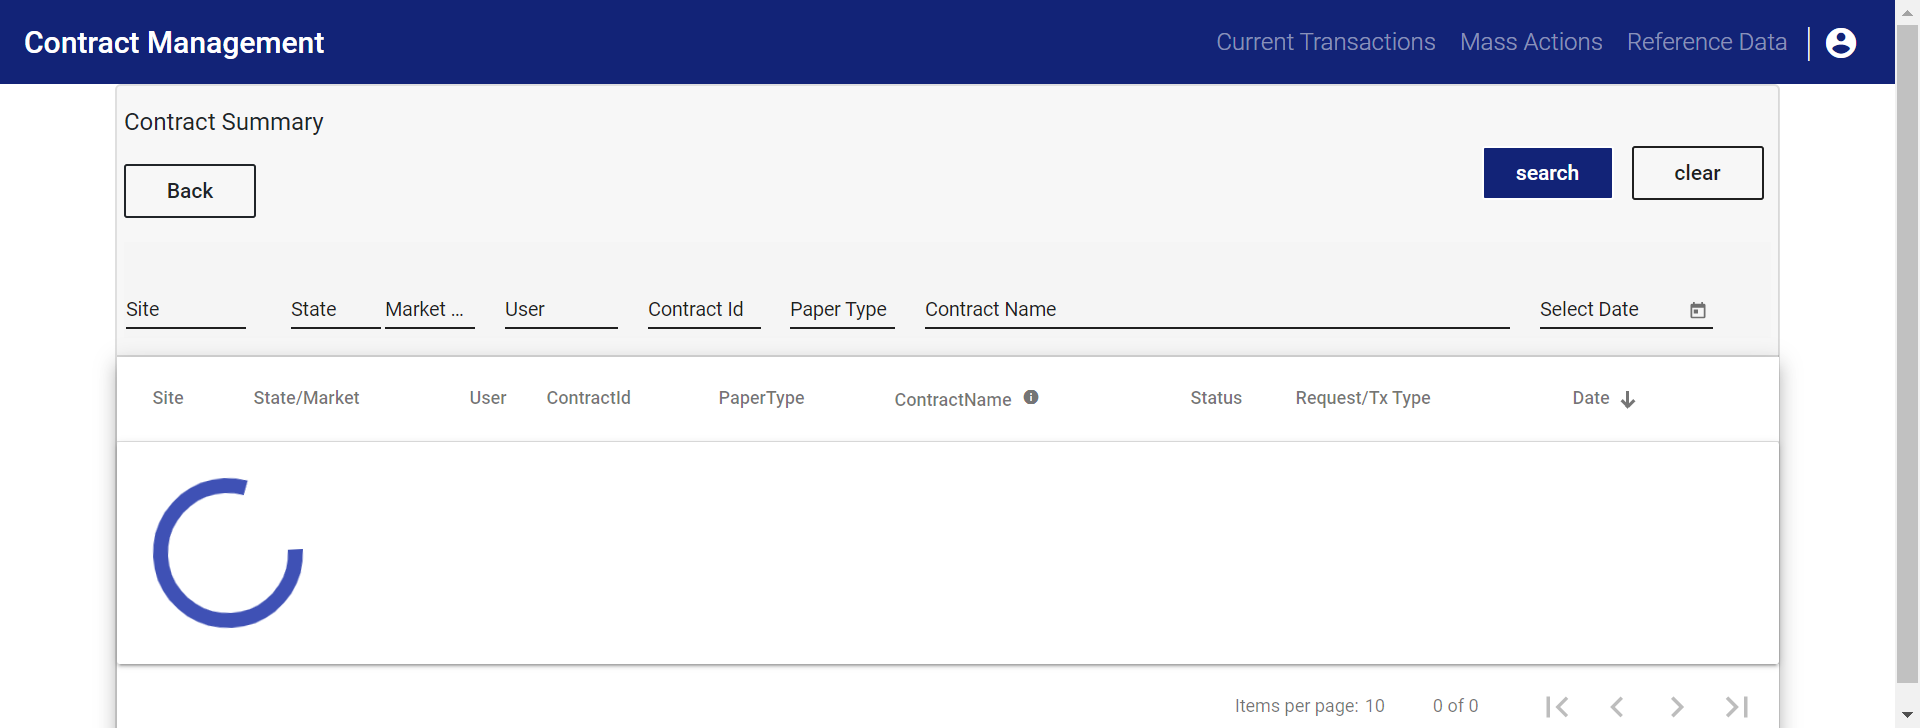 Contract Management
Current Transactions Mass Actions Reference Data
Contract Summary
Back
search clear
Site State Market ... User Contract Id Paper Type Contract Name Select Date
Site State/Market User ContractId PaperType ContractName Status Request/Tx Type Date
Items per page: 10 0 of 0